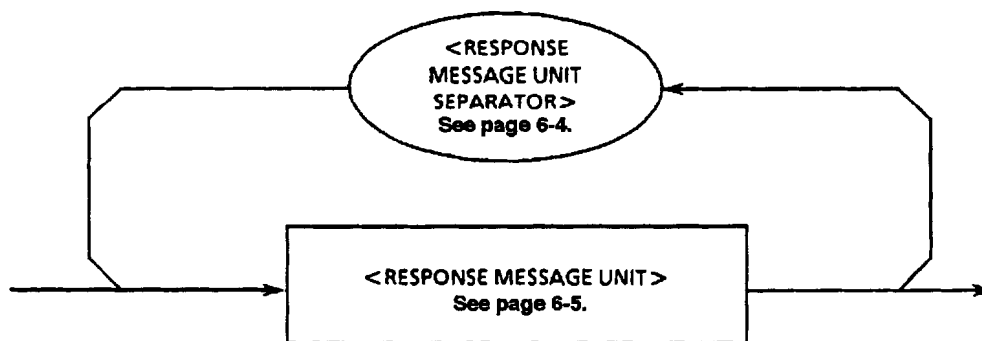 <RESPONSE
MESSAGE UNIT
SEPARATOR>
See page 6-4.
<RESPONSE MESSAGE UNIT>
See page 6-5.